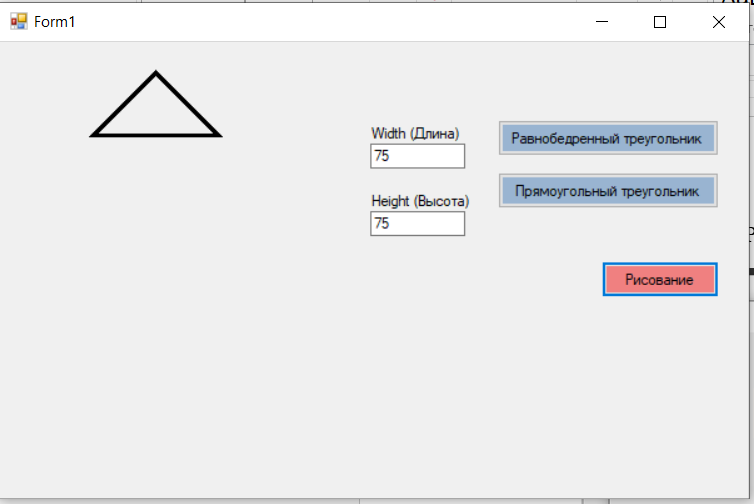 Form1
Width (Длина)
75
Height (Высота)
75
Равнобедренный треугольник
Прямоугольный треугольник
Рисование